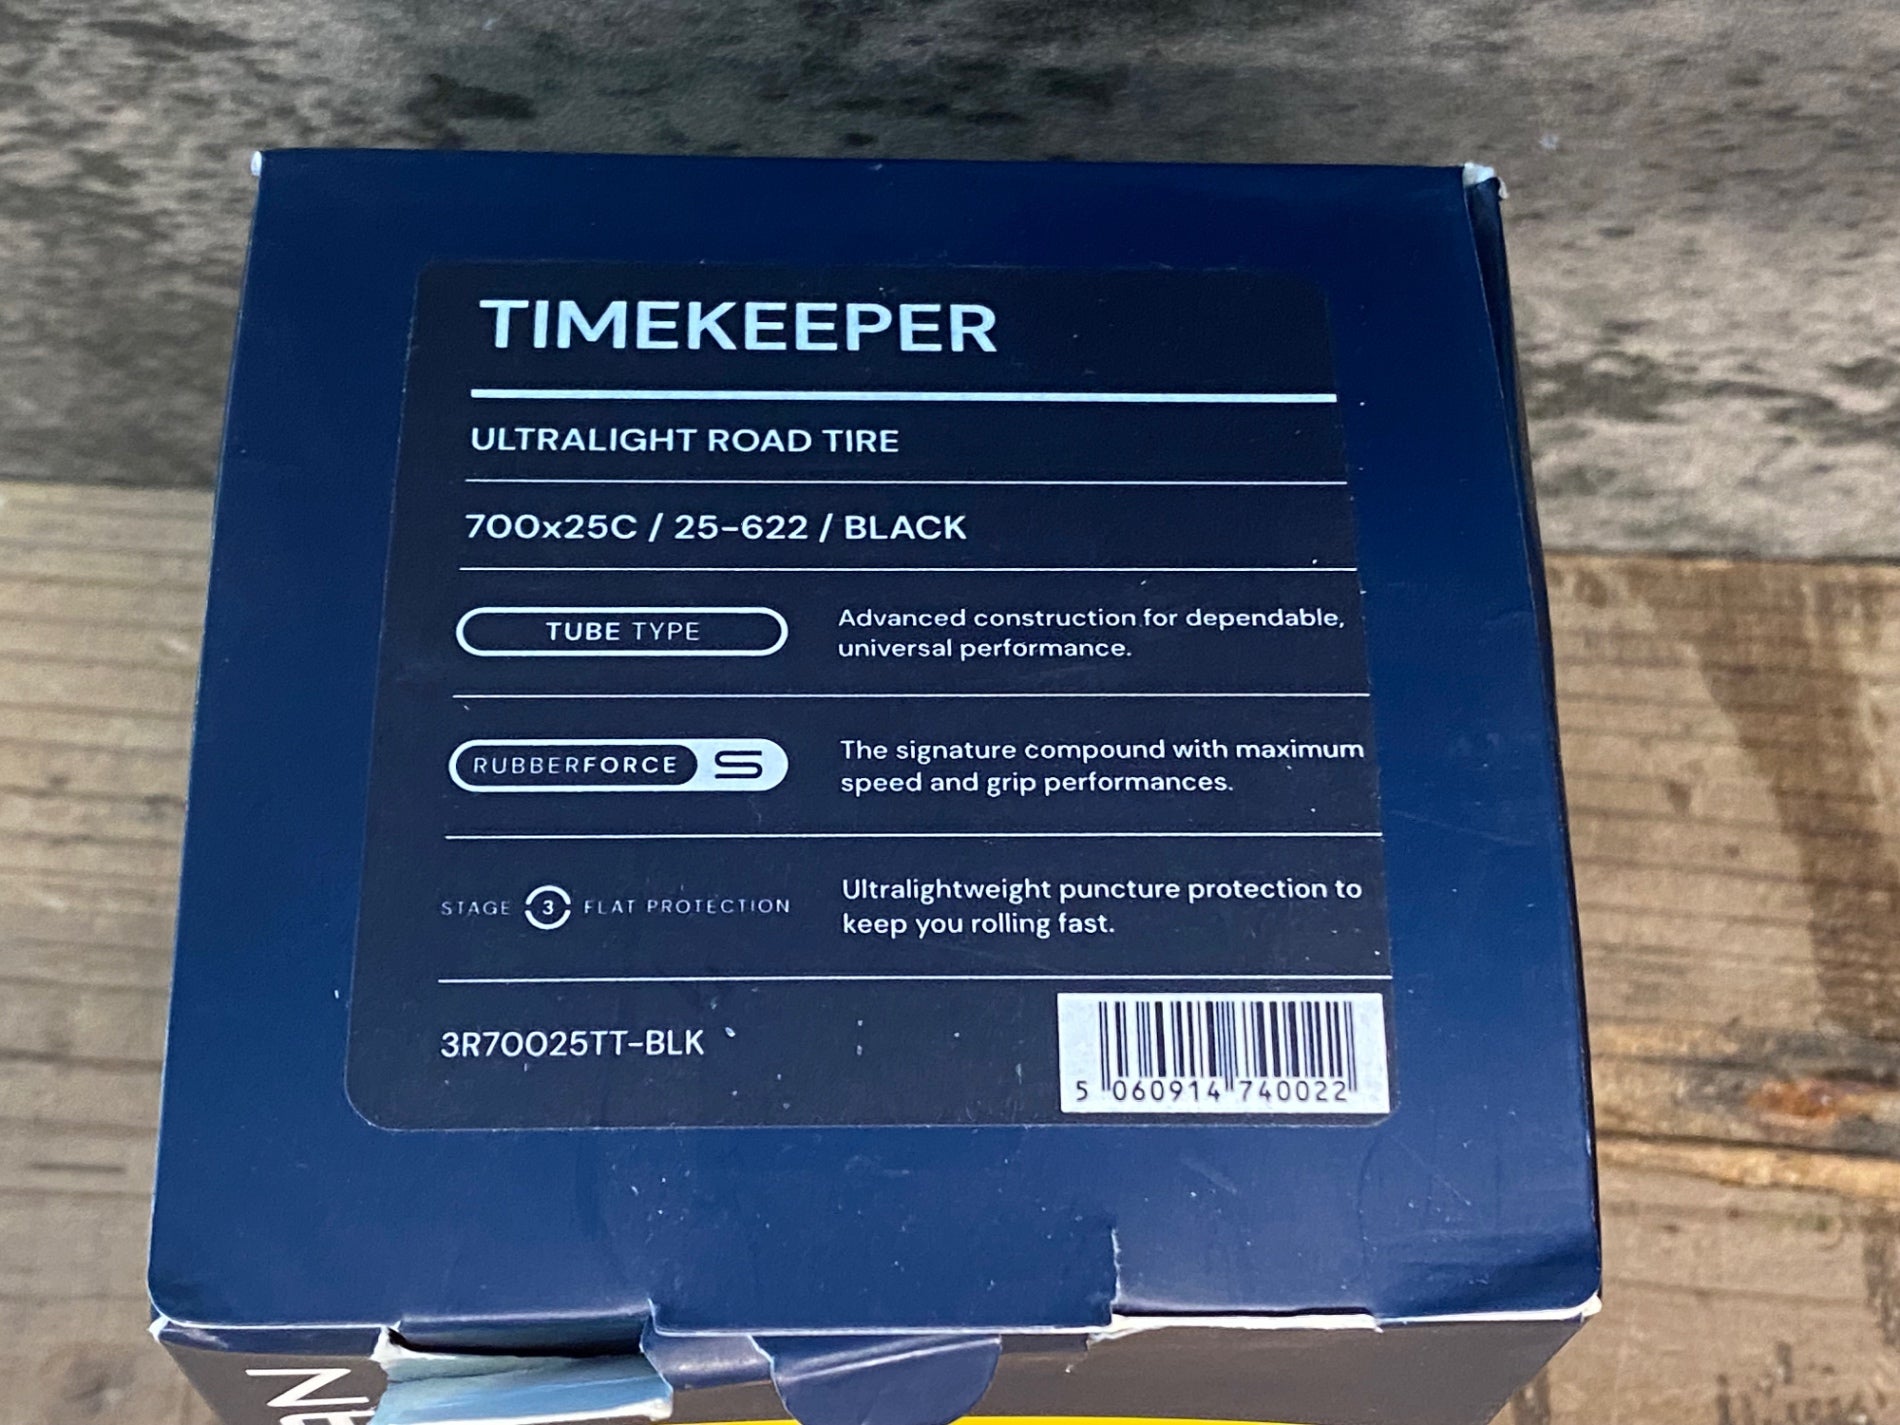 TIMEKEEPER
ULTRALIGHT ROAD TIRE
700x25C / 25-622 / BLACK
TUBE TYPE
Advanced construction for dependable,
universal performance.
RUBBERFORCE S
The signature compound with maximum
speed and grip performances.
STAGE 3 FLAT PROTECTION
Ultralightweight puncture protection to
keep you rolling fast.
3R70025TT-BLK
5 060914 740022